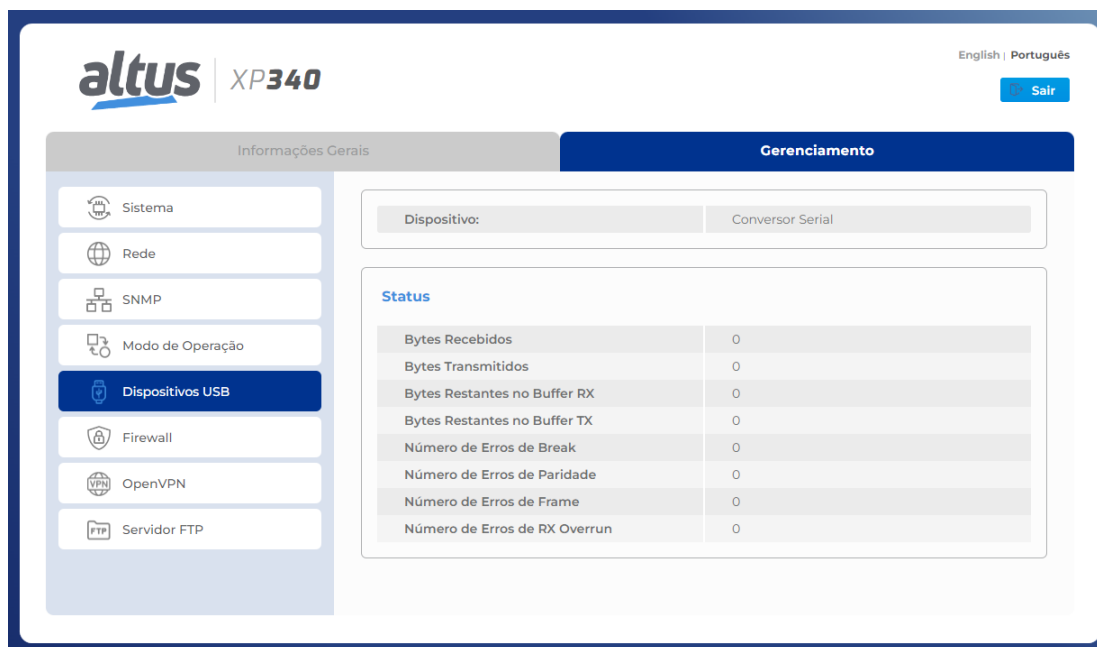 English | Português
altus XP340
Sair
Informações Gerais
Gerenciamento
Sistema
Rede
SNMP
Modo de Operação
Dispositivos USB
Firewall
VPN OpenVPN
FTP Servidor FTP
Dispositivo: Conversor Serial
Status
Bytes Recebidos 0
Bytes Transmitidos 0
Bytes Restantes no Buffer RX 0
Bytes Restantes no Buffer TX 0
Número de Erros de Break 0
Número de Erros de Paridade 0
Número de Erros de Frame 0
Número de Erros de RX Overrun 0